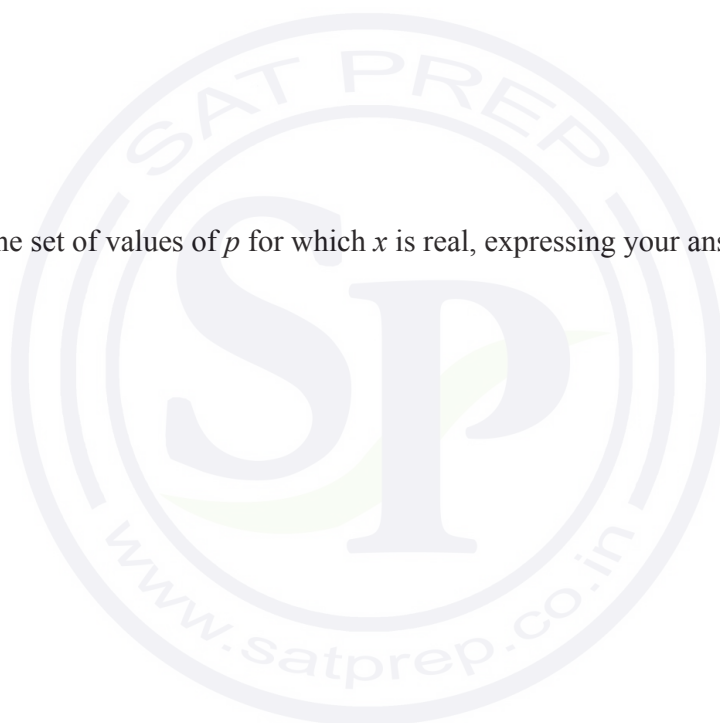 SAT PREP
he set of values of p for which x is real, expressing your ans
SP
www.satprep.co.in